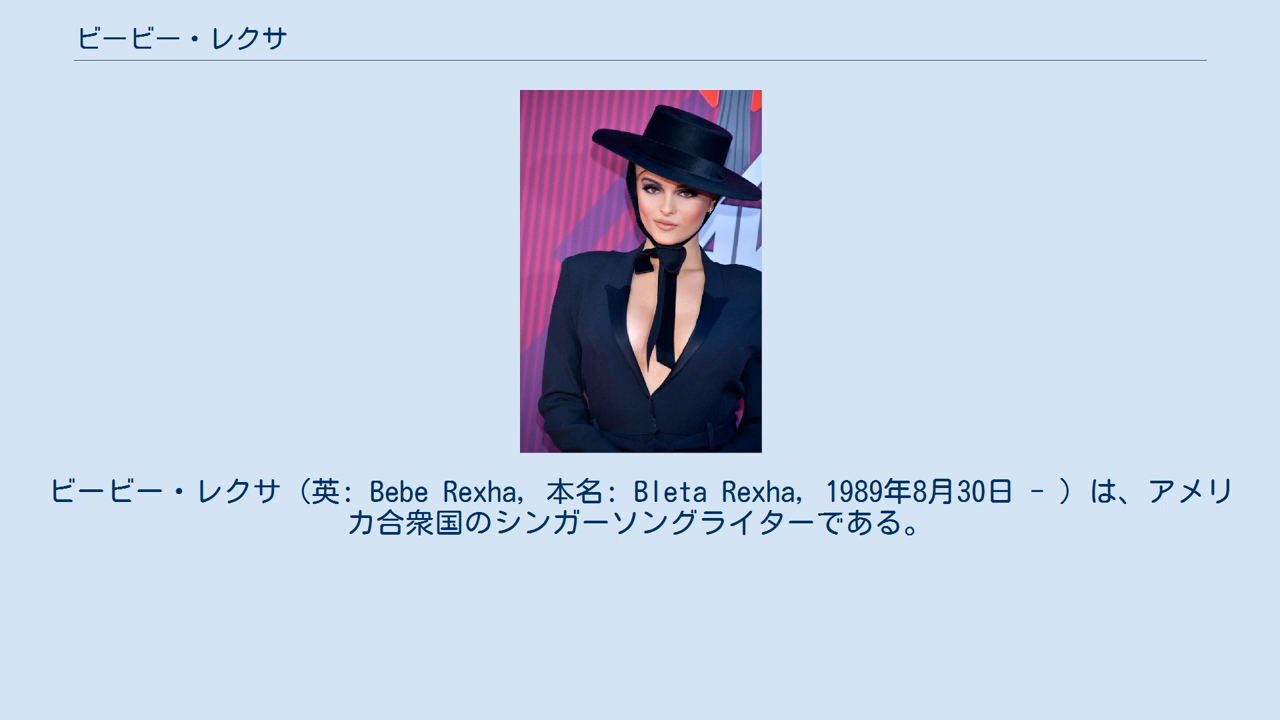 ビービー・レクサ
ビービー・レクサ（英: Bebe Rexha, 本名: Bleta Rexha, 1989年8月30日 - ）は、アメリ
カ合衆国のシンガーソングライターである。